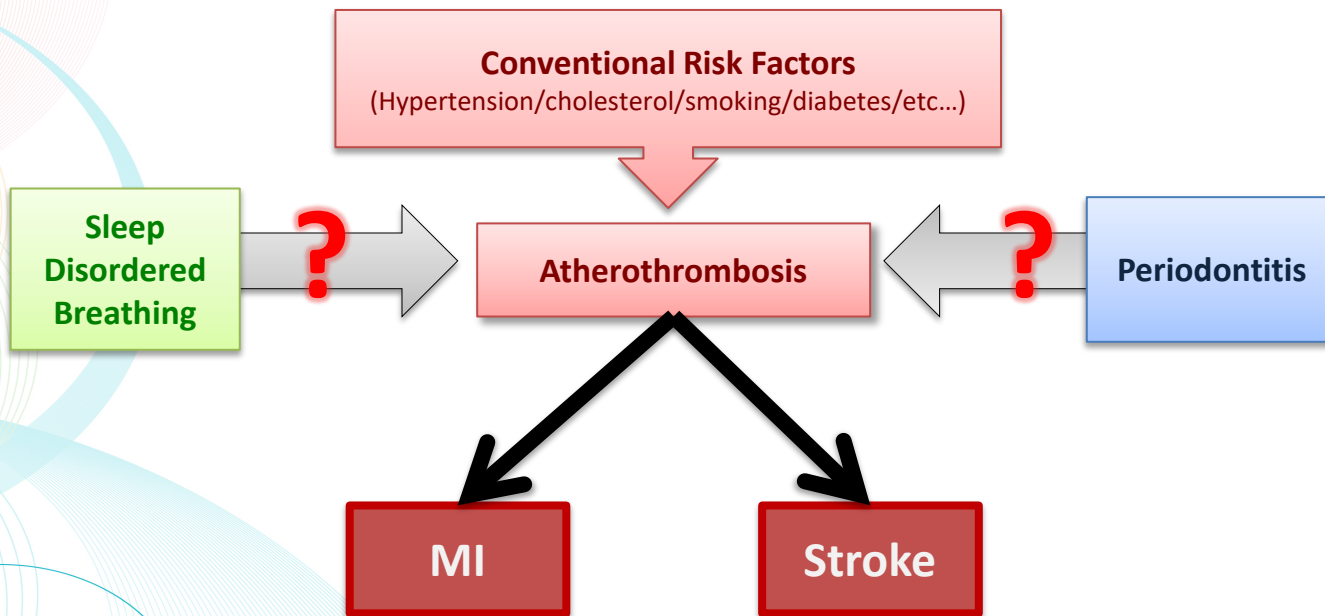 Conventional Risk Factors
(Hypertension/cholesterol/smoking/diabetes/etc…)
Sleep
Disordered
Breathing
?
Atherothrombosis
?
Periodontitis
MI
Stroke